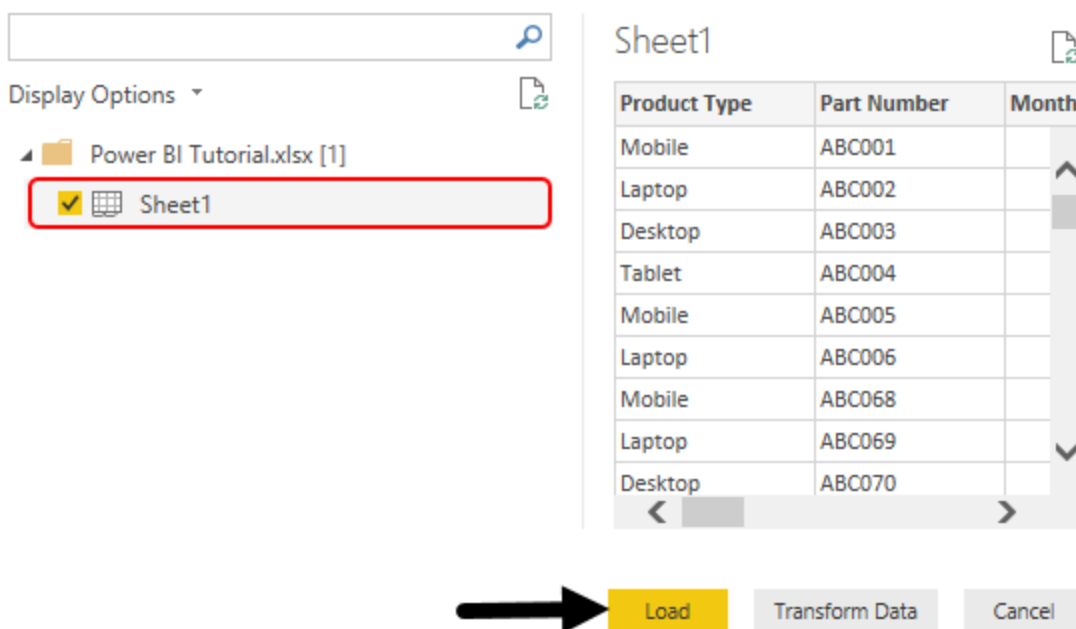 Display Options
Power BI Tutorial.xlsx [1]
Sheet1
Sheet1
Product Type Part Number Month
Mobile ABC001
Laptop ABC002
Desktop ABC003
Tablet ABC004
Mobile ABC005
Laptop ABC006
Mobile ABC068
Laptop ABC069
Desktop ABC070
Load Transform Data Cancel